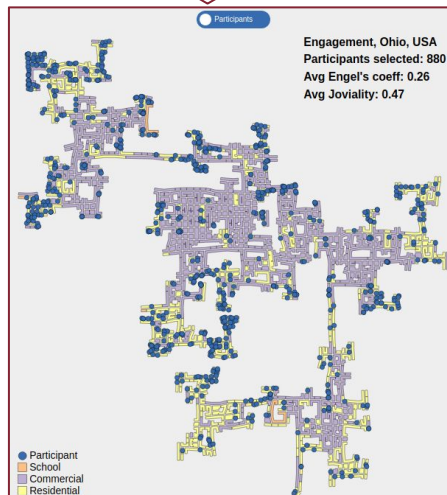 Participants
Engagement, Ohio, USA
Participants selected: 880
Avg Engel's coeff: 0.26
Avg Joviality: 0.47
Participant
School
Commercial
Residential